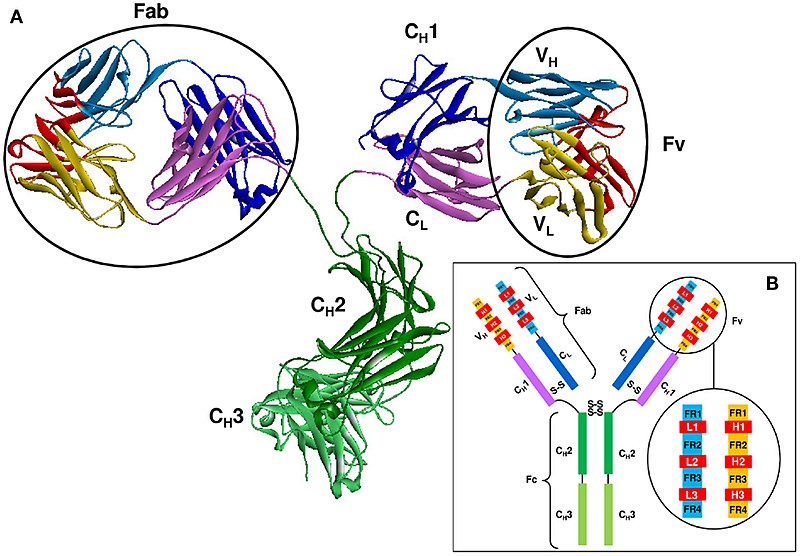 A
Fab
CH1
VH
Fv
VL
CL
CH2
CH3
B
VL
Fab
VH
CL
CH1
S-S
Fv
CL
CH1
S-S
S-S
S-S
CH2
CH2
Fc
CH3
CH3
FR1
FR1
L1
H1
FR2
FR2
L2
H2
FR3
FR3
L3
H3
FR4
FR4